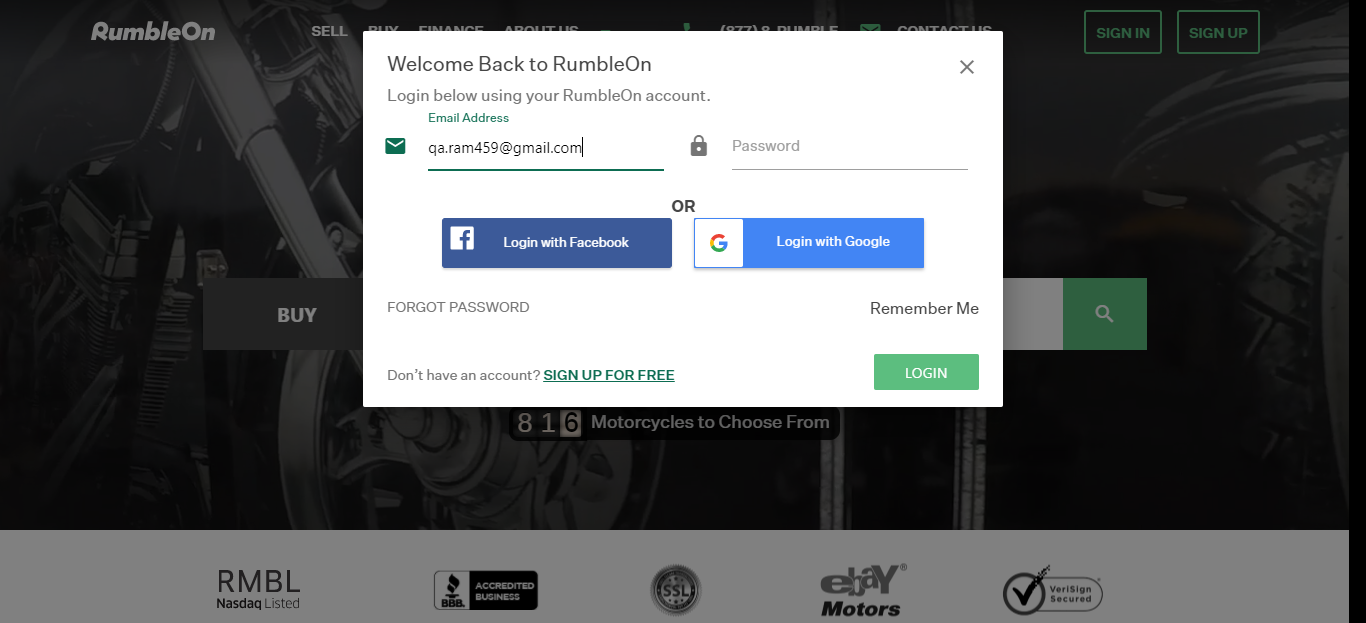 RumbleOn
SELL BUY FINANCE ABOUT US (877) 8-RUMBLE CONTACT US SIGN IN SIGN UP
Welcome Back to RumbleOn
Login below using your RumbleOn account.
Email Address
qa.ram459@gmail.com
Password
OR
Login with Facebook
Login with Google
FORGOT PASSWORD
Remember Me
Don't have an account? SIGN UP FOR FREE
LOGIN
BUY
816 Motorcycles to Choose From
RMBL
Nasdaq Listed
BBB.
ACCREDITED
BUSINESS
SSL
ebaY®
Motors
VeriSign
Secured